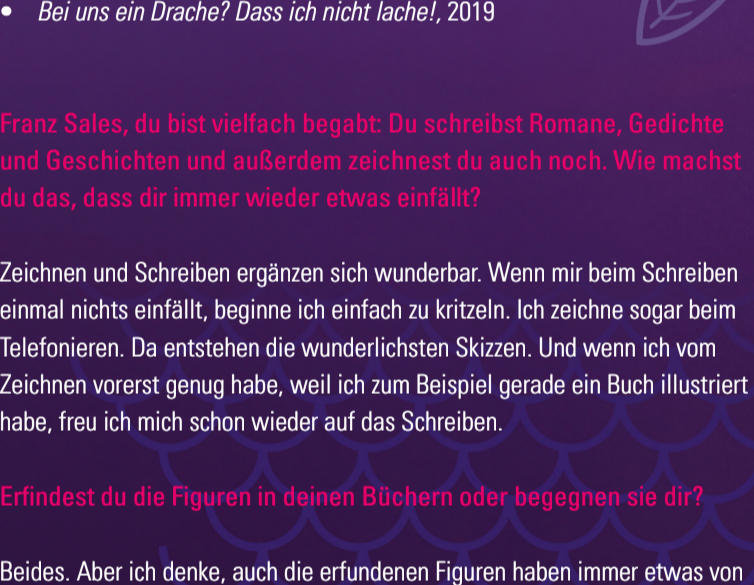 • Bei uns ein Drache? Dass ich nicht lache!, 2019
Franz Sales, du bist vielfach begabt: Du schreibst Romane, Gedichte
und Geschichten und außerdem zeichnest du auch noch. Wie machst
du das, dass dir immer wieder etwas einfällt?
Zeichnen und Schreiben ergänzen sich wunderbar. Wenn mir beim Schreiben
einmal nichts einfällt, beginne ich einfach zu kritzeln. Ich zeichne sogar beim
Telefonieren. Da entstehen die wunderlichsten Skizzen. Und wenn ich vom
Zeichnen vorerst genug habe, weil ich zum Beispiel gerade ein Buch illustriert
habe, freu ich mich schon wieder auf das Schreiben.
Erfindest du die Figuren in deinen Büchern oder begegnen sie dir?
Beides. Aber ich denke, auch die erfundenen Figuren haben immer etwas von